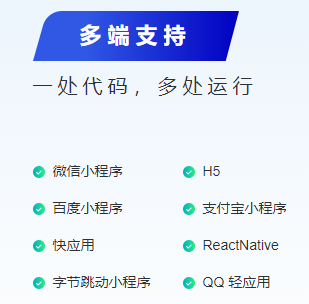 多端支持
一处代码，多处运行
微信小程序 H5
百度小程序 支付宝小程序
快应用 ReactNative
字节跳动小程序 QQ 轻应用